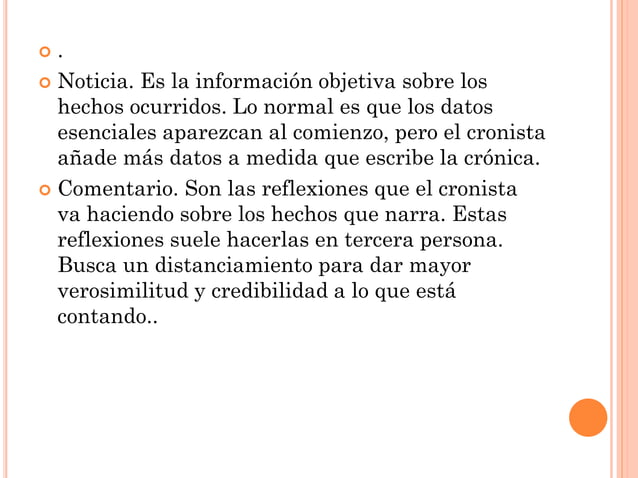 .
Noticia. Es la información objetiva sobre los
hechos ocurridos. Lo normal es que los datos
esenciales aparezcan al comienzo, pero el cronista
añade más datos a medida que escribe la crónica.
Comentario. Son las reflexiones que el cronista
va haciendo sobre los hechos que narra. Estas
reflexiones suele hacerlas en tercera persona.
Busca un distanciamiento para dar mayor
verosimilitud y credibilidad a lo que está
contando..